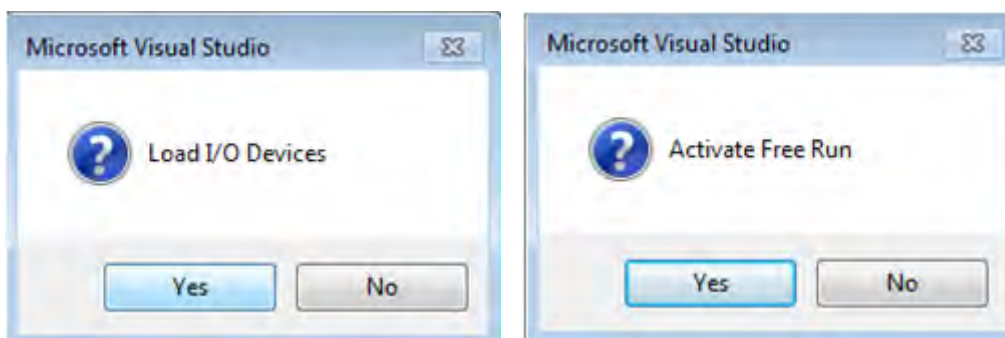 Microsoft Visual Studio
Load I/O Devices
Yes No
Microsoft Visual Studio
Activate Free Run
Yes No